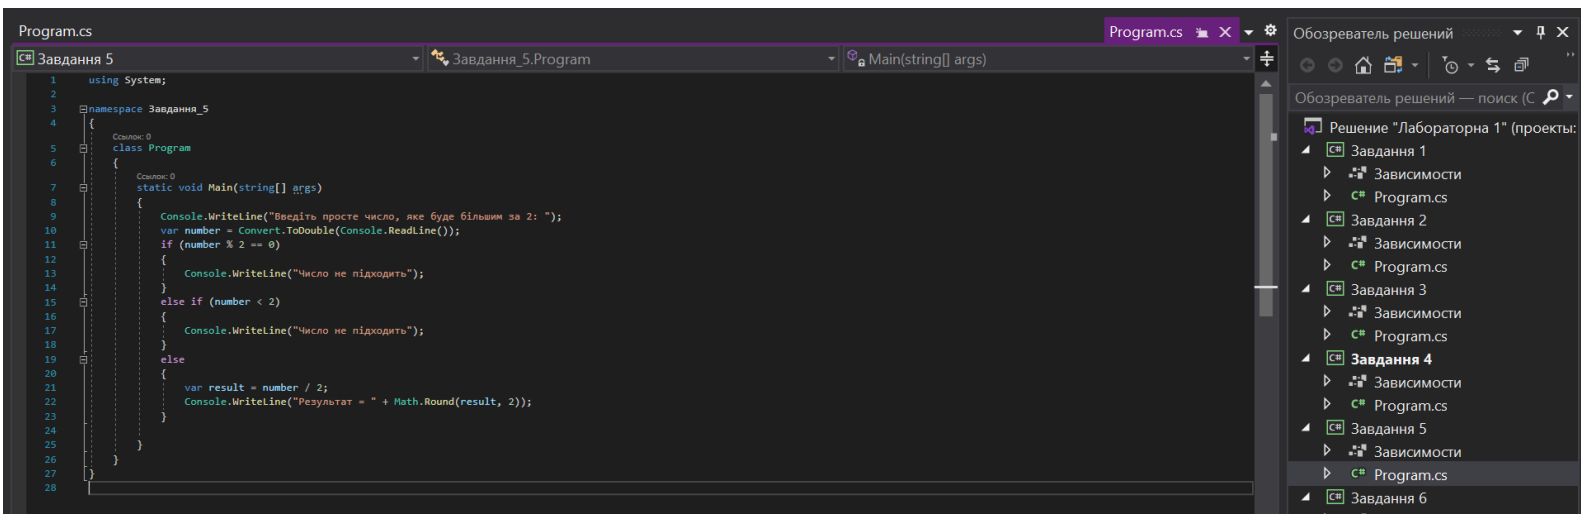 Program.cs
Program.cs
Завдання 5
Завдання_5.Program
Main(string[] args)
1 using System;
2
3 namespace Завдання_5
4 {
Ссылок: 0
5 class Program
6 {
Ссылок: 0
7 static void Main(string[] args)
8 {
9 Console.WriteLine("Введіть просте число, яке буде більшим за 2: ");
10 var number = Convert.ToDouble(Console.ReadLine());
11 if (number % 2 == 0)
12 {
13 Console.WriteLine("Число не підходить");
14 }
15 else if (number < 2)
16 {
17 Console.WriteLine("Число не підходить");
18 }
19 else
20 {
21 var result = number / 2;
22 Console.WriteLine("Результат = " + Math.Round(result, 2));
23 }
24
25 }
26 }
27 }
28
Обозреватель решений
Обозреватель решений — поиск (C
Решение "Лабораторна 1" (проекты:
C# Завдання 1
Зависимости
C# Program.cs
C# Завдання 2
Зависимости
C# Program.cs
C# Завдання 3
Зависимости
C# Program.cs
C# Завдання 4
Зависимости
C# Program.cs
C# Завдання 5
Зависимости
C# Program.cs
C# Завдання 6